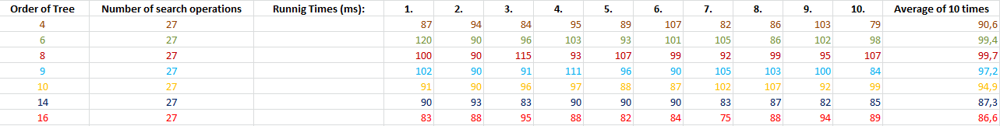 Order of Tree Number of search operations Runnig Times (ms): 1. 2. 3. 4. 5. 6. 7. 8. 9. 10. Average of 10 times
4 27 87 94 84 95 89 107 82 86 103 79 90,6
6 27 120 90 96 103 93 101 105 86 102 98 99,4
8 27 100 90 115 93 107 99 92 99 95 107 99,7
9 27 102 90 91 111 96 90 105 103 100 84 97,2
10 27 91 90 96 97 88 87 102 107 92 99 94,9
14 27 90 93 83 90 90 90 83 87 82 85 87,3
16 27 83 88 95 88 82 84 75 88 94 89 86,6